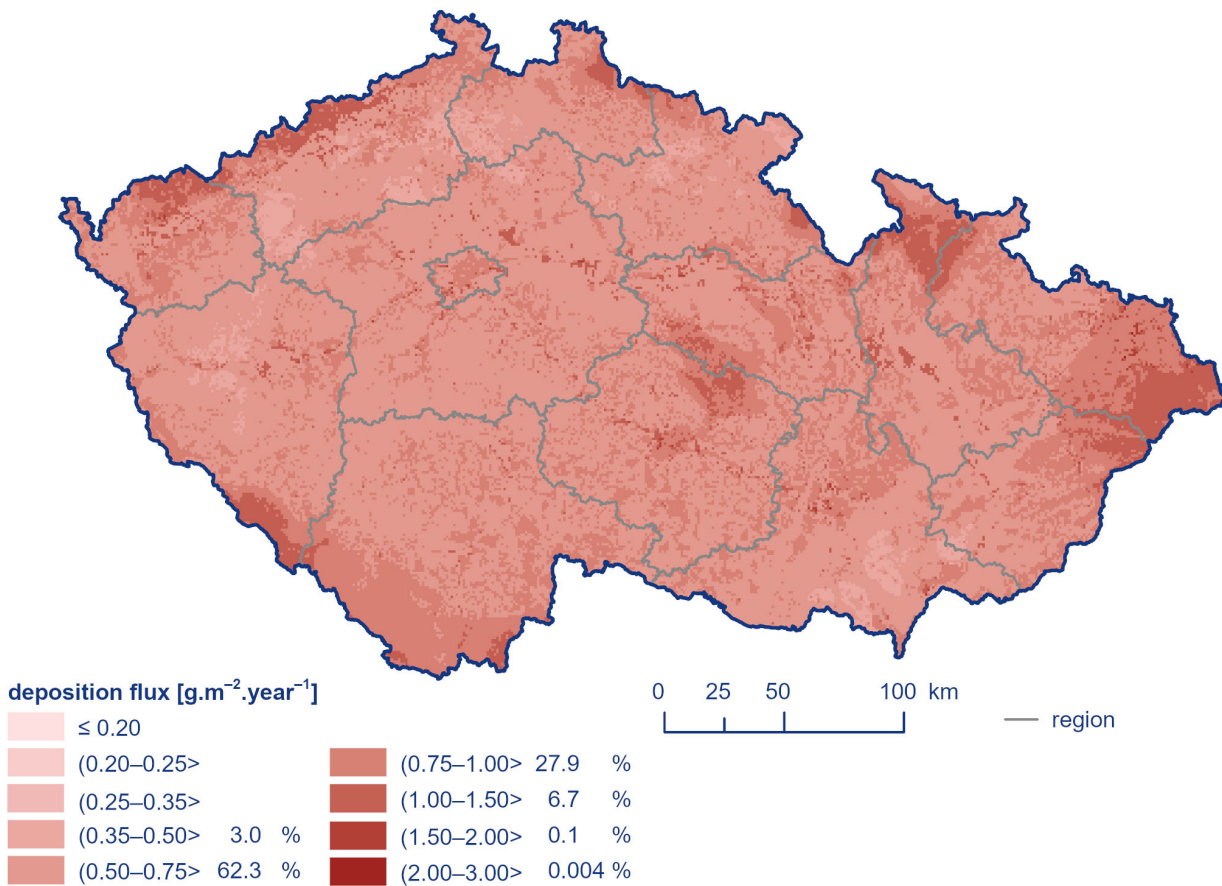 deposition flux [g.m⁻².year⁻¹]
≤ 0.20
(0.20–0.25>
(0.25–0.35>
(0.35–0.50> 3.0 %
(0.50–0.75> 62.3 %
(0.75–1.00> 27.9 %
(1.00–1.50> 6.7 %
(1.50–2.00> 0.1 %
(2.00–3.00> 0.004 %
0 25 50 100 km
region